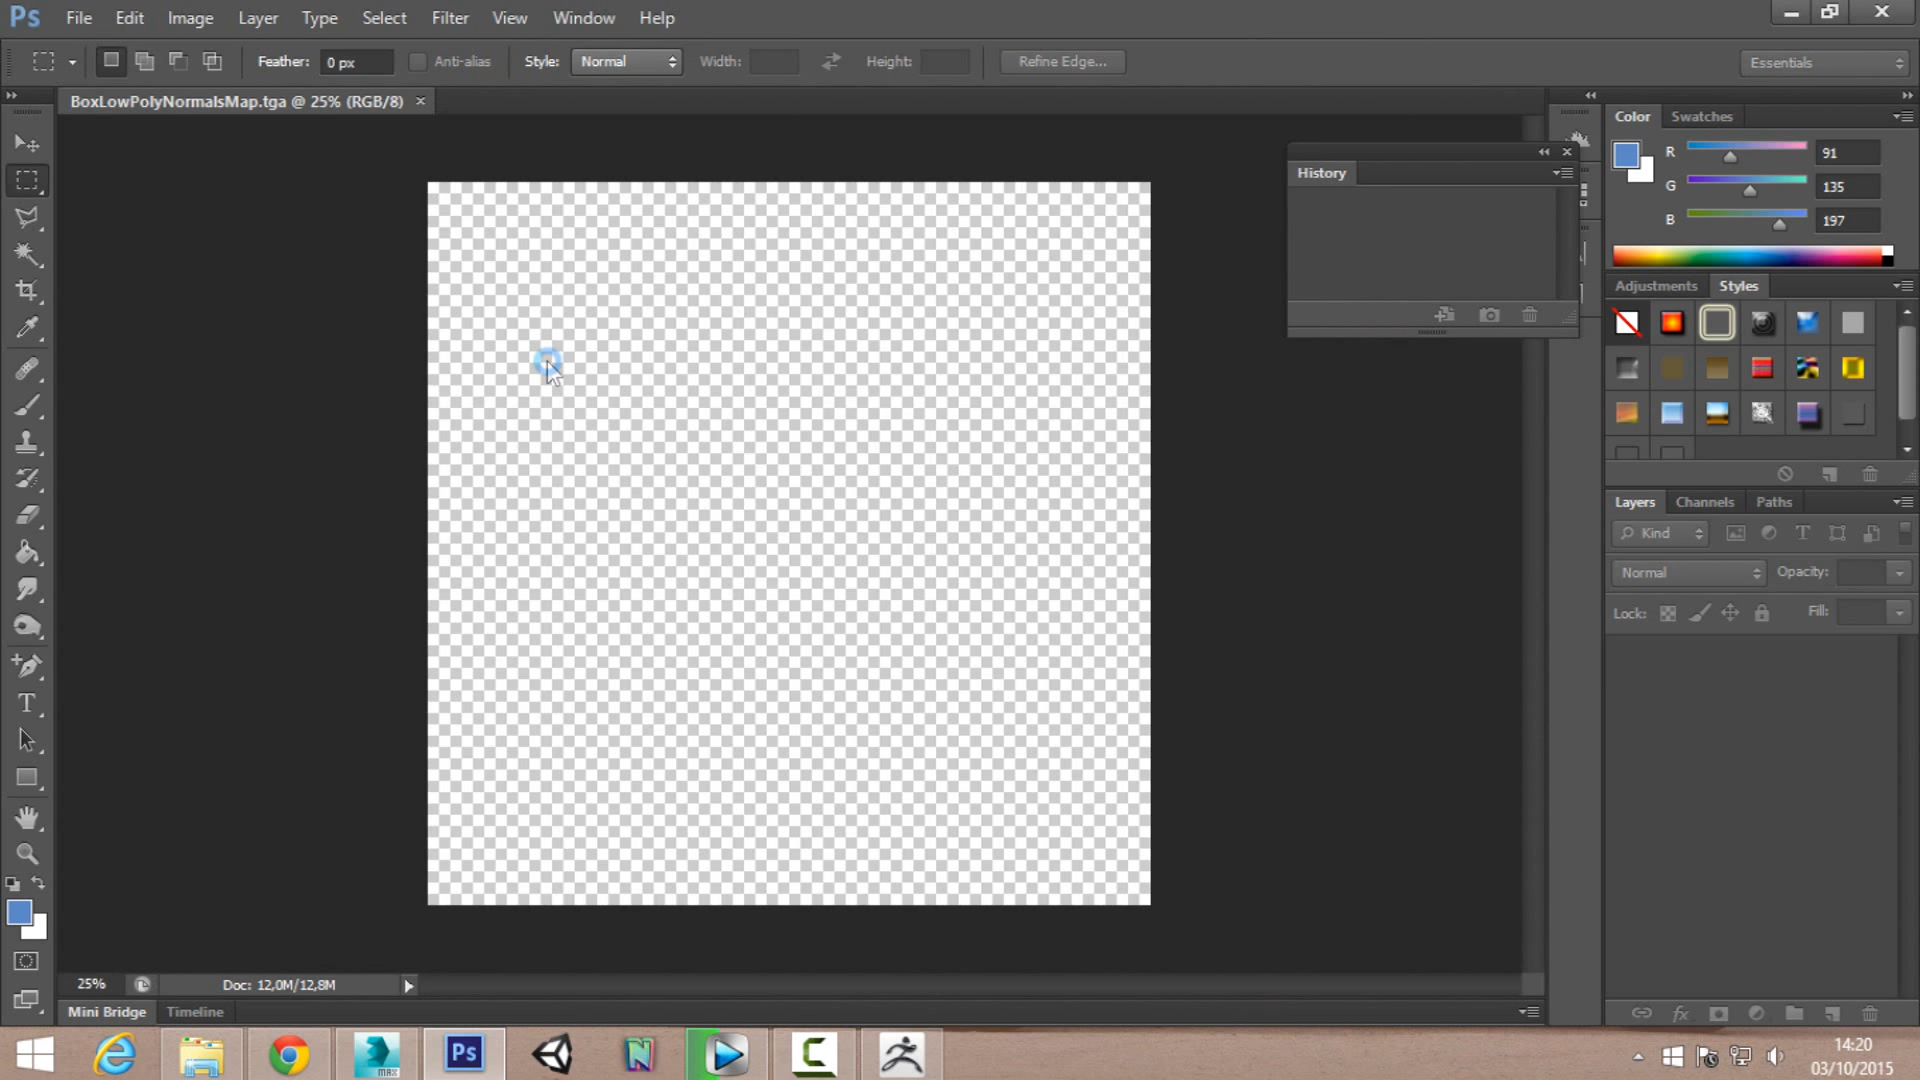 Ps File Edit Image Layer Type Select Filter View Window Help
Feather: 0 px Anti-alias Style: Normal Width: Height: Refine Edge... Essentials
BoxLowPolyNormalsMap.tga @ 25% (RGB/8) ×
Color Swatches
R 91
G 135
B 197
History
Adjustments Styles
Layers Channels Paths
Kind
Normal Opacity:
Lock: Fill:
25% Doc: 12,0M/12,8M
Mini Bridge Timeline
MAX
Ps
N
C
14:20
03/10/2015